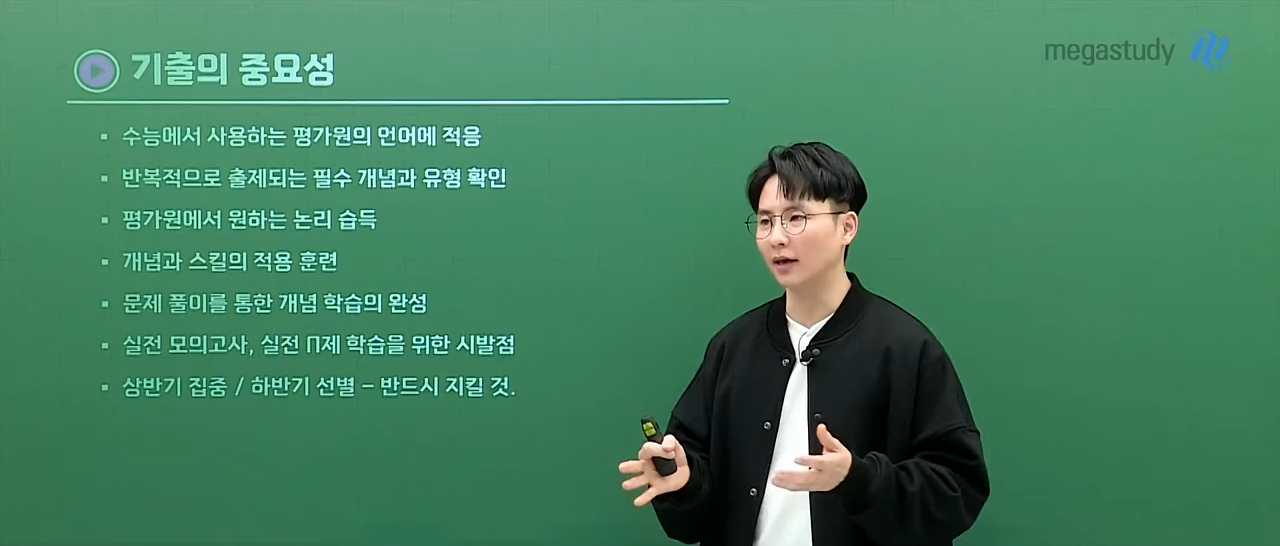 기출의 중요성
megastudy
수능에서 사용하는 평가원의 언어에 적응
반복적으로 출제되는 필수 개념과 유형 확인
평가원에서 원하는 논리 습득
개념과 스킬의 적용 훈련
문제 풀이를 통한 개념 학습의 완성
실전 모의고사, 실전 N제 학습을 위한 시발점
상반기 집중 / 하반기 선별 – 반드시 지킬 것.